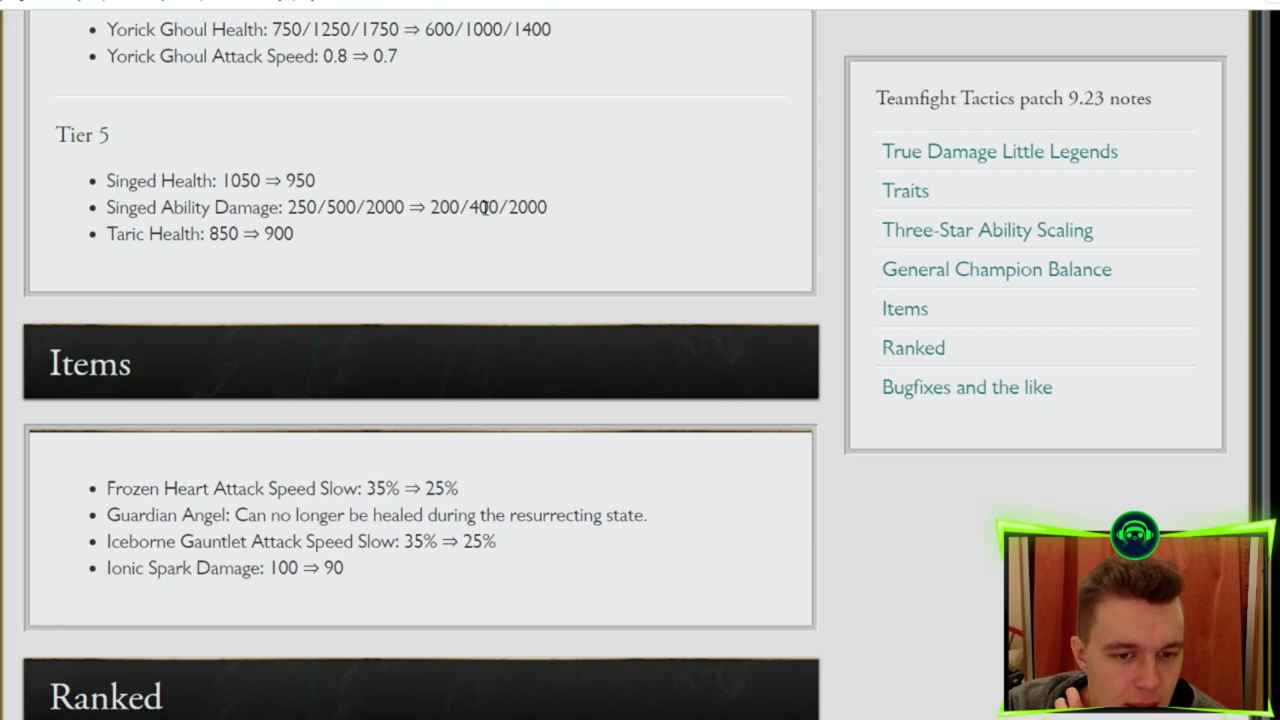 Yorick Ghoul Health: 750/1250/1750 ⇒ 600/1000/1400
Yorick Ghoul Attack Speed: 0.8 ⇒ 0.7
Tier 5
Singed Health: 1050 ⇒ 950
Singed Ability Damage: 250/500/2000 ⇒ 200/400/2000
Taric Health: 850 ⇒ 900
Items
Frozen Heart Attack Speed Slow: 35% ⇒ 25%
Guardian Angel: Can no longer be healed during the resurrecting state.
Iceborne Gauntlet Attack Speed Slow: 35% ⇒ 25%
Ionic Spark Damage: 100 ⇒ 90
Ranked
Teamfight Tactics patch 9.23 notes
True Damage Little Legends
Traits
Three-Star Ability Scaling
General Champion Balance
Items
Ranked
Bugfixes and the like